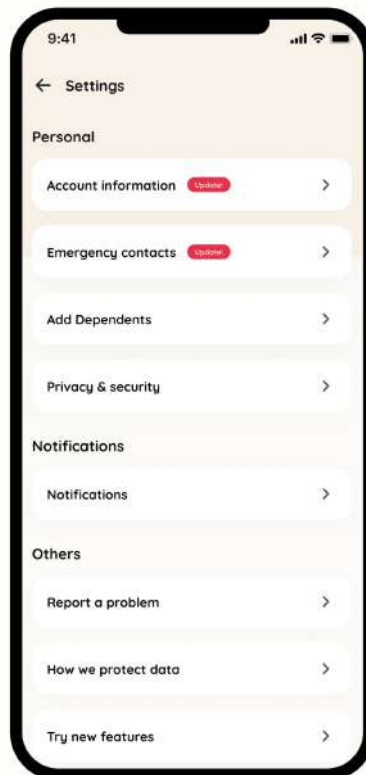 9:41
Settings
Personal
Account information Update!
Emergency contacts Update!
Add Dependents
Privacy & security
Notifications
Notifications
Others
Report a problem
How we protect data
Try new features